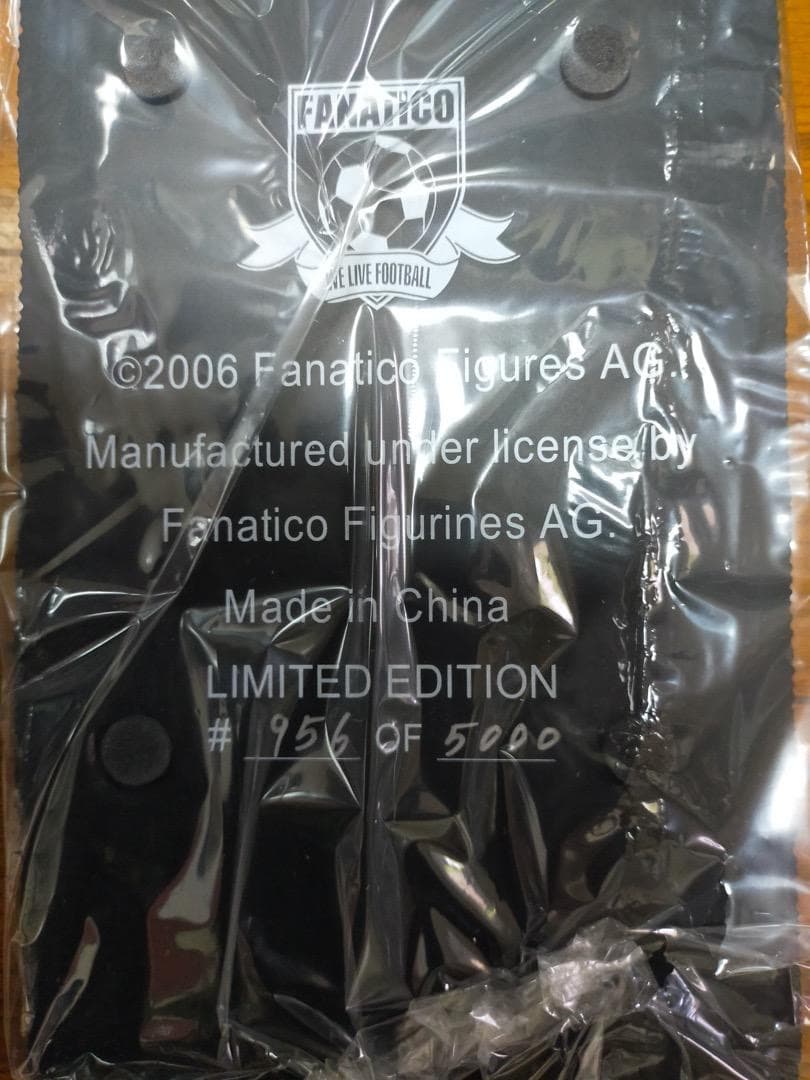 FANATiCO
WE LIVE FOOTBALL
©2006 Fanatico Figures AG.
Manufactured under license by
Fanatico Figurines AG.
Made in China
LIMITED EDITION
# 956 OF 5000